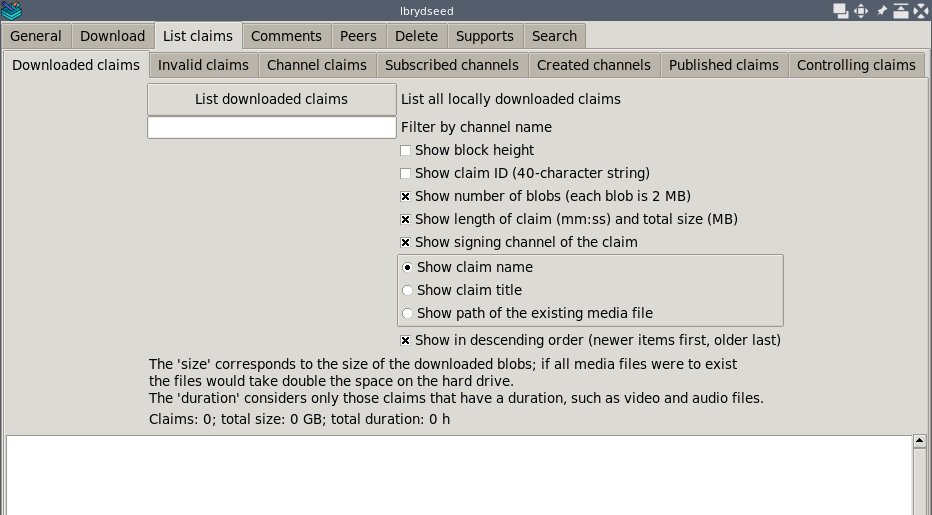 lbrydseed
General Download List claims Comments Peers Delete Supports Search
Downloaded claims Invalid claims Channel claims Subscribed channels Created channels Published claims Controlling claims
List downloaded claims List all locally downloaded claims
Filter by channel name
Show block height
Show claim ID (40-character string)
Show number of blobs (each blob is 2 MB)
Show length of claim (mm:ss) and total size (MB)
Show signing channel of the claim
Show claim name
Show claim title
Show path of the existing media file
Show in descending order (newer items first, older last)
The 'size' corresponds to the size of the downloaded blobs; if all media files were to exist
the files would take double the space on the hard drive.
The 'duration' considers only those claims that have a duration, such as video and audio files.
Claims: 0; total size: 0 GB; total duration: 0 h